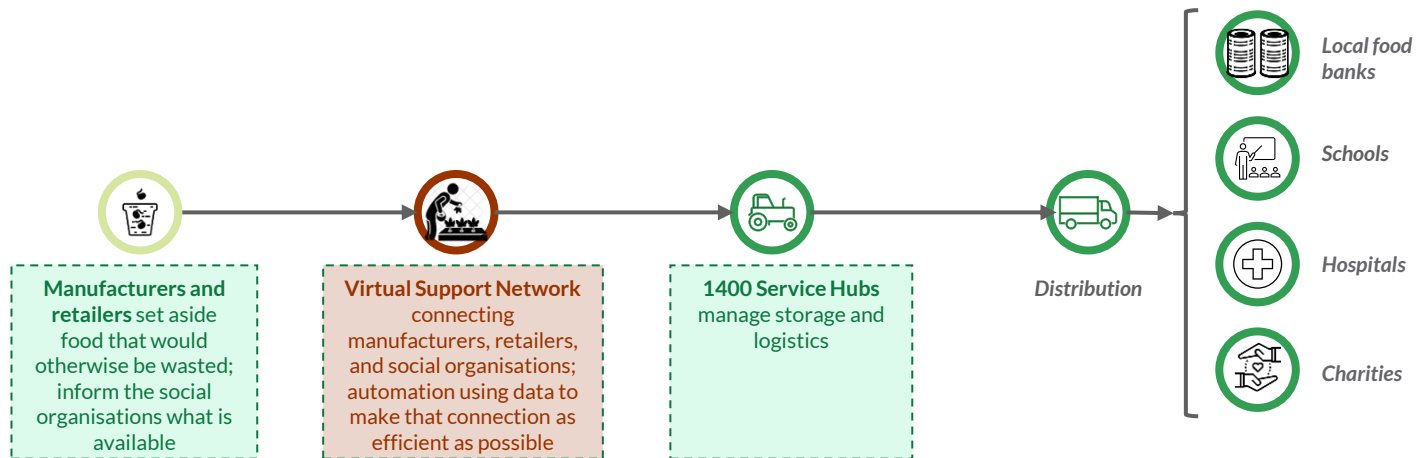 Manufacturers and
retailers set aside
food that would
otherwise be wasted;
inform the social
organisations what is
available
Virtual Support Network
connecting
manufacturers, retailers,
and social organisations;
automation using data to
make that connection as
efficient as possible
1400 Service Hubs
manage storage and
logistics
Distribution
Local food
banks
Schools
Hospitals
Charities